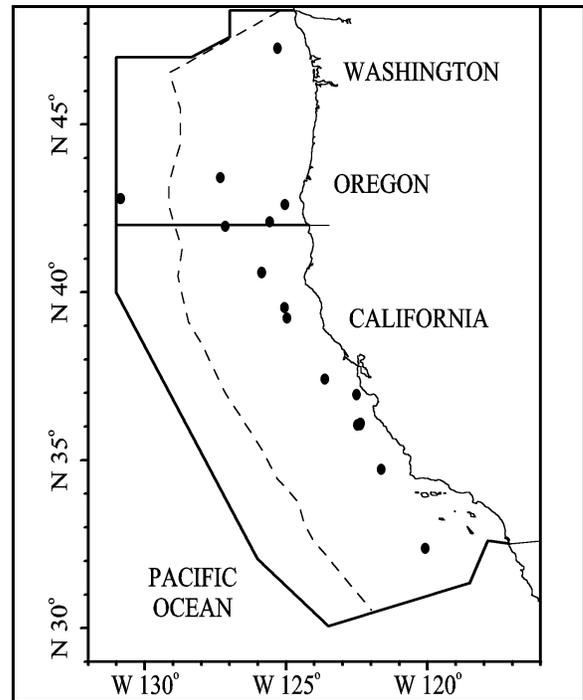 WASHINGTON
N 45°
OREGON
N 40°
CALIFORNIA
N 35°
PACIFIC
OCEAN
N 30°
W 130°
W 125°
W 120°